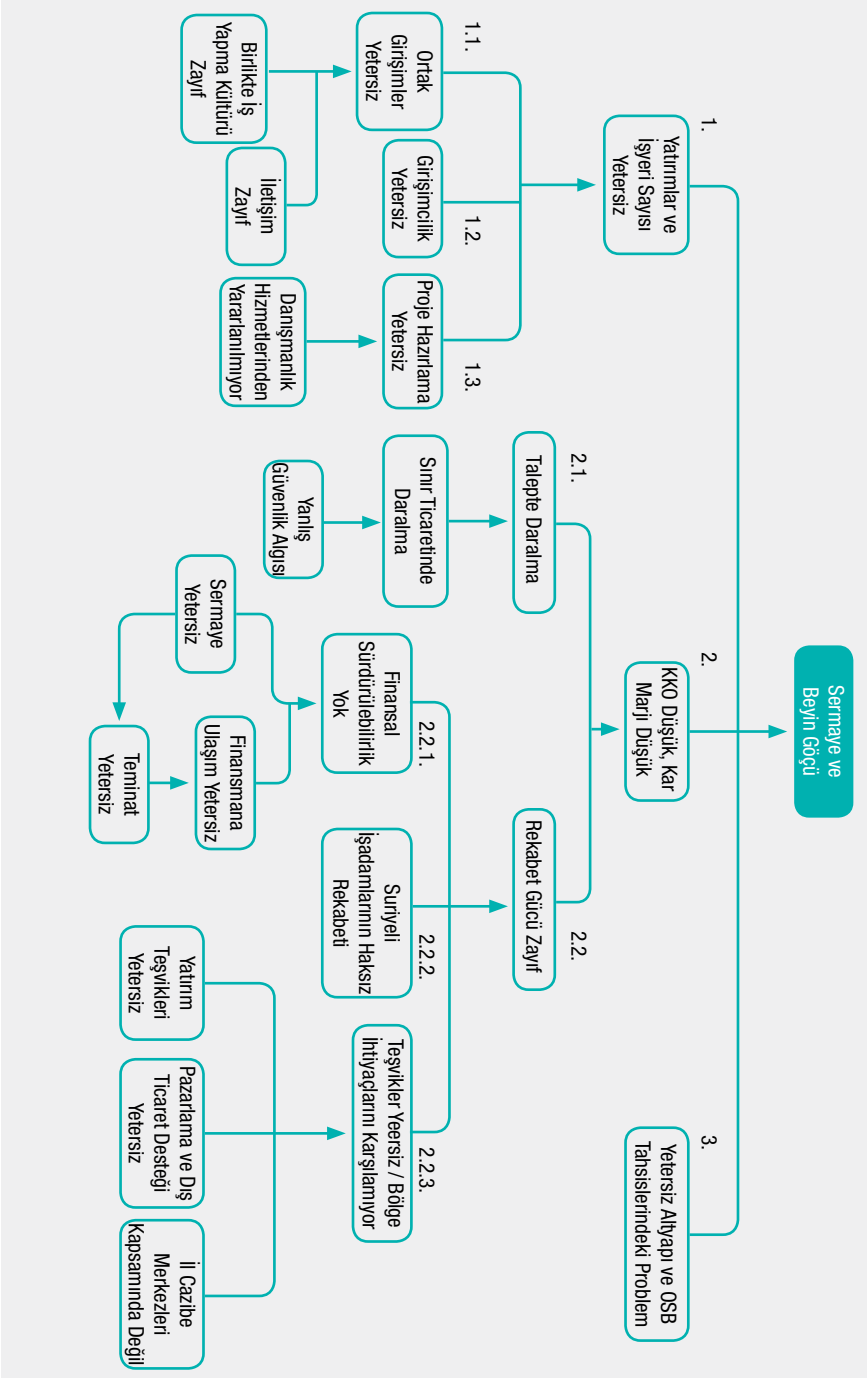 Sermaye ve
Beyin Göçü
1.
Yatırımlar ve
İşyeri Sayısı
Yetersiz
2.
KKO Düşük, Kar
Marjı Düşük
3.
Yetersiz Altyapı ve OSB
Tahsislerindeki Problem
1.1.
Ortak
Girişimler
Yetersiz
1.2.
Girişimcilik
Yetersiz
1.3.
Proje Hazırlama
Yetersiz
2.1.
Talepte Daralma
2.2.
Rekabet Gücü Zayıf
Birlikte İş
Yapma Kültürü
Zayıf
İletişim
Zayıf
Danışmanlık
Hizmetlerinden
Yararlanılmıyor
Sınır Ticaretinde
Daralma
Yanlış
Güvenlik Algısı
2.2.1.
Finansal
Sürdürülebilirlik
Yok
2.2.2.
Suriyeli
İşadamlarının Haksız
Rekabeti
2.2.3.
Teşvikler Yeersiz / Bölge
İhtiyaçlarını Karşılamıyor
Sermaye
Yetersiz
Finansmana
Ulaşım Yetersiz
Teminat
Yetersiz
Yatırım
Teşvikleri
Yetersiz
Pazarlama ve Dış
Ticaret Desteği
Yetersiz
İl Cazibe
Merkezleri
Kapsamında Değil